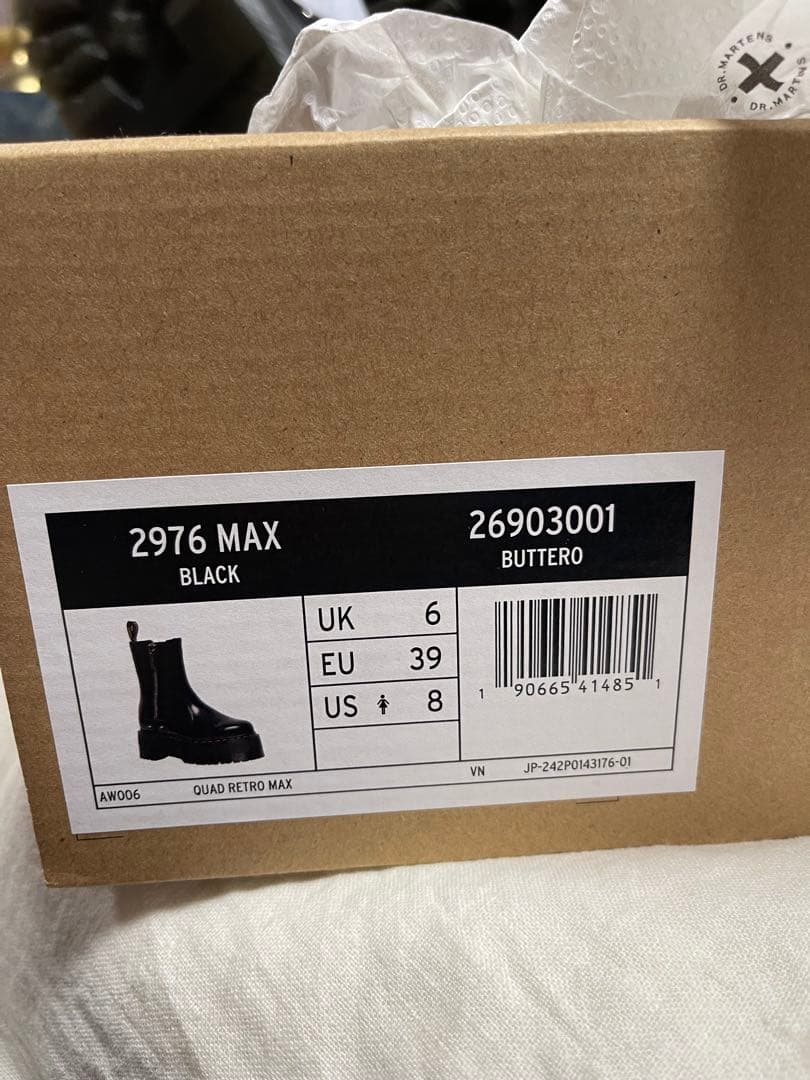 DR.MARTENS
DR.MARTENS
2976 MAX
BLACK
26903001
BUTTERO
UK 6
EU 39
US 8
1 90665 41485 1
AW006
QUAD RETRO MAX
VN
JP-242P0143176-01